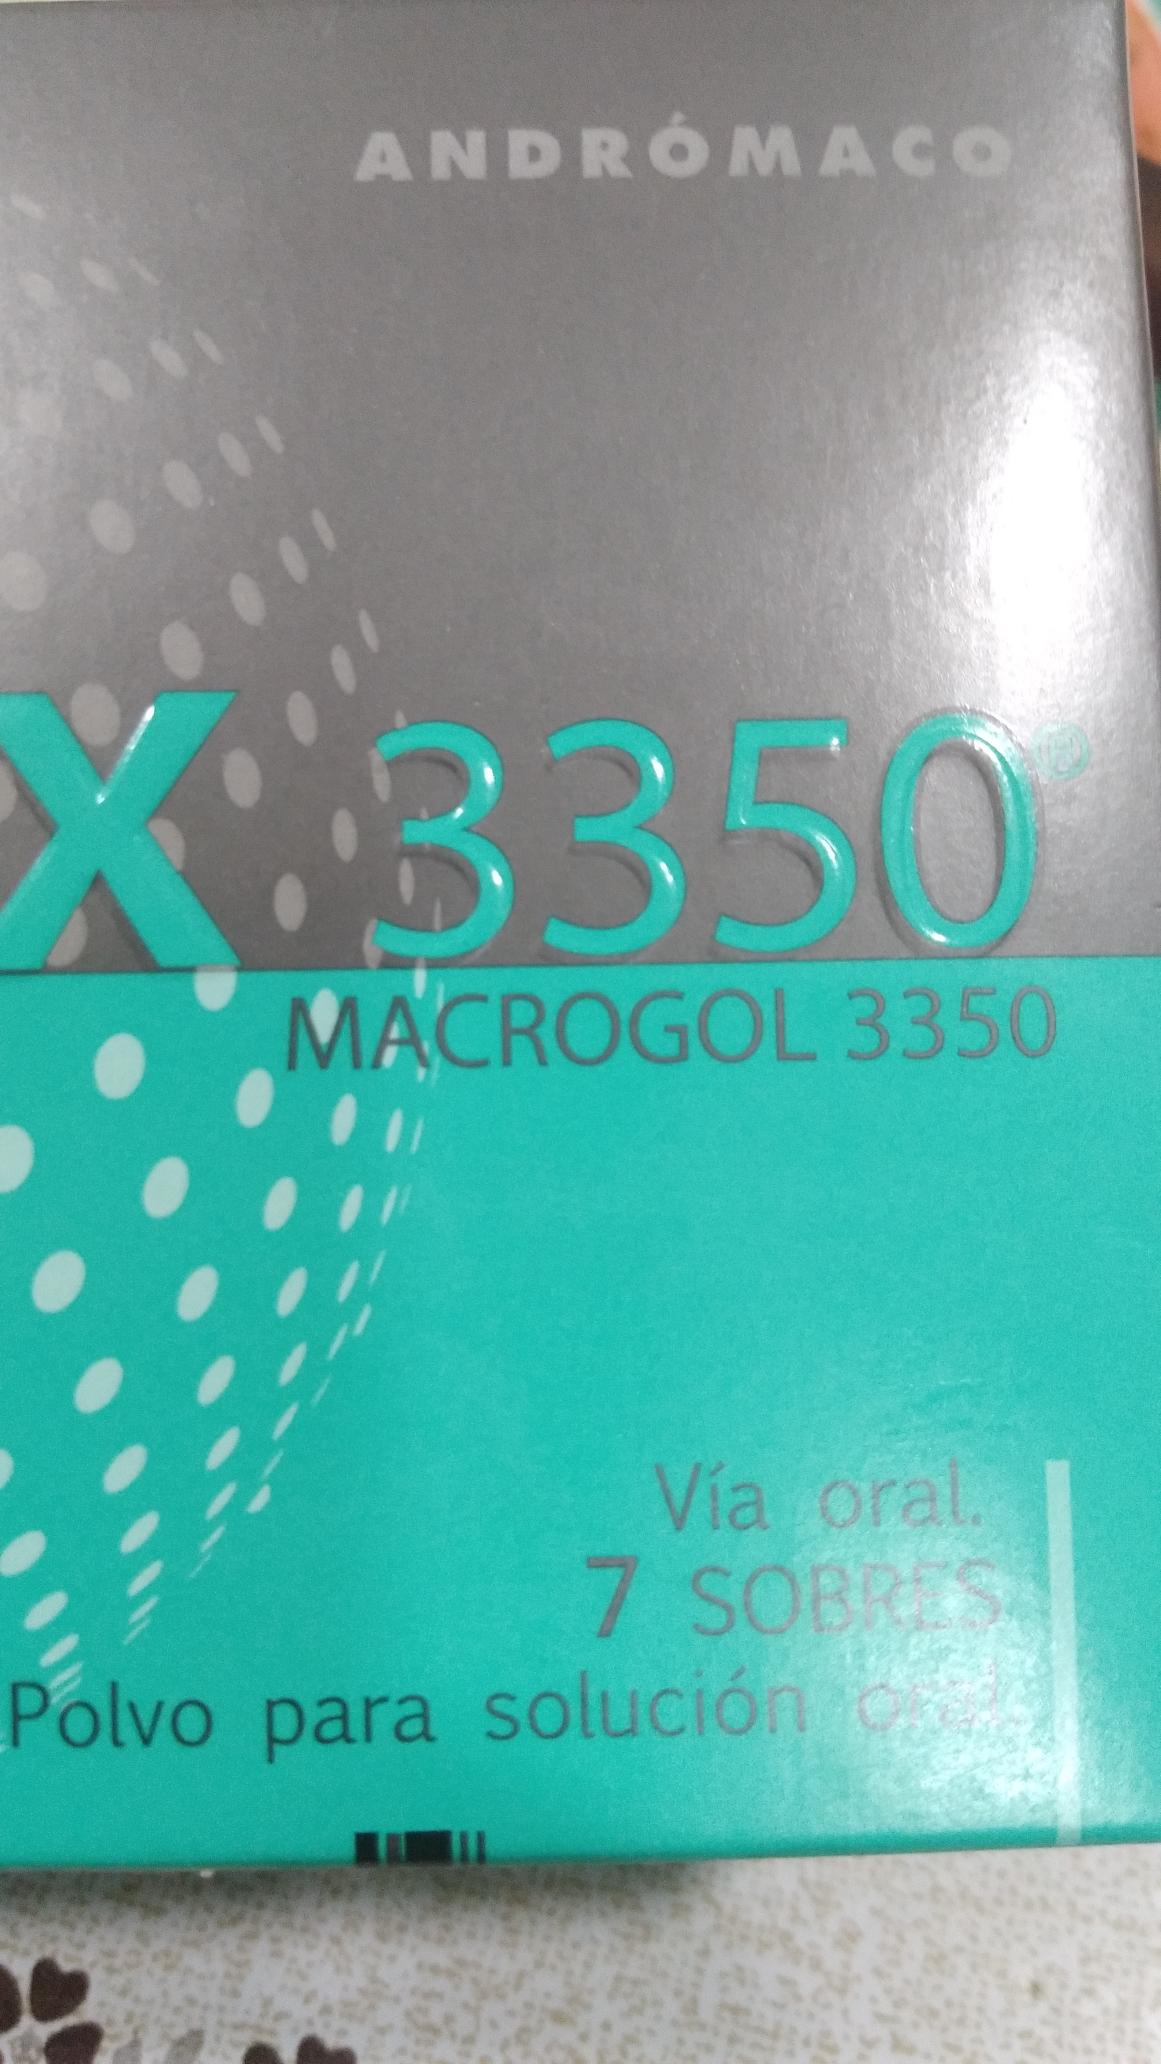 ANDRÓMACO
X 3350®
MACROGOL 3350
Vía oral.
7 SOBRES
Polvo para solución oral.